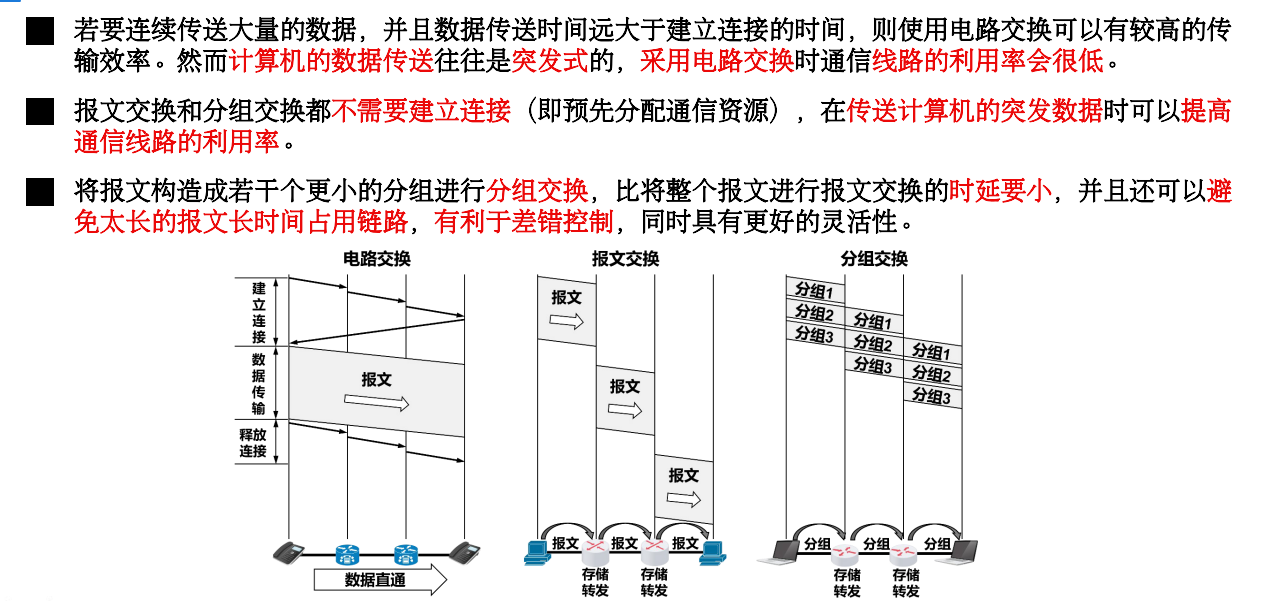 若要连续传送大量的数据，并且数据传送时间远大于建立连接的时间，则使用电路交换可以有较高的传
输效率。然而计算机的数据传送往往是突发式的，采用电路交换时通信线路的利用率会很低。
报文交换和分组交换都不需要建立连接（即预先分配通信资源），在传送计算机的突发数据时可以提高
通信线路的利用率。
将报文构造成若干个更小的分组进行分组交换，比将整个报文进行报文交换的时延要小，并且还可以避
免太长的报文长时间占用链路，有利于差错控制，同时具有更好的灵活性。
电路交换
建立连接
数据传输
释放
连接
报文
数据直通
报文交换
报文
报文
报文
报文
报文
报文
存储
转发
存储
转发
分组交换
分组1
分组2
分组3
分组1
分组2
分组3
分组1
分组2
分组3
分组
分组
分组
存储
转发
存储
转发